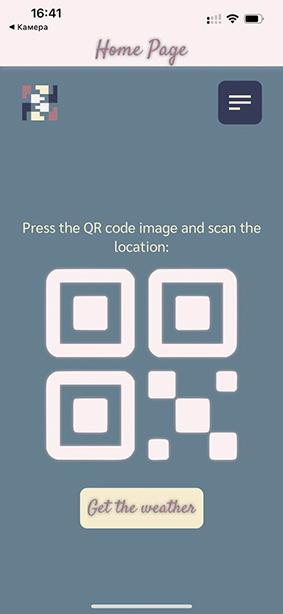 16:41
◀ Камера
Home Page
Press the QR code image and scan the
location:
Get the weather